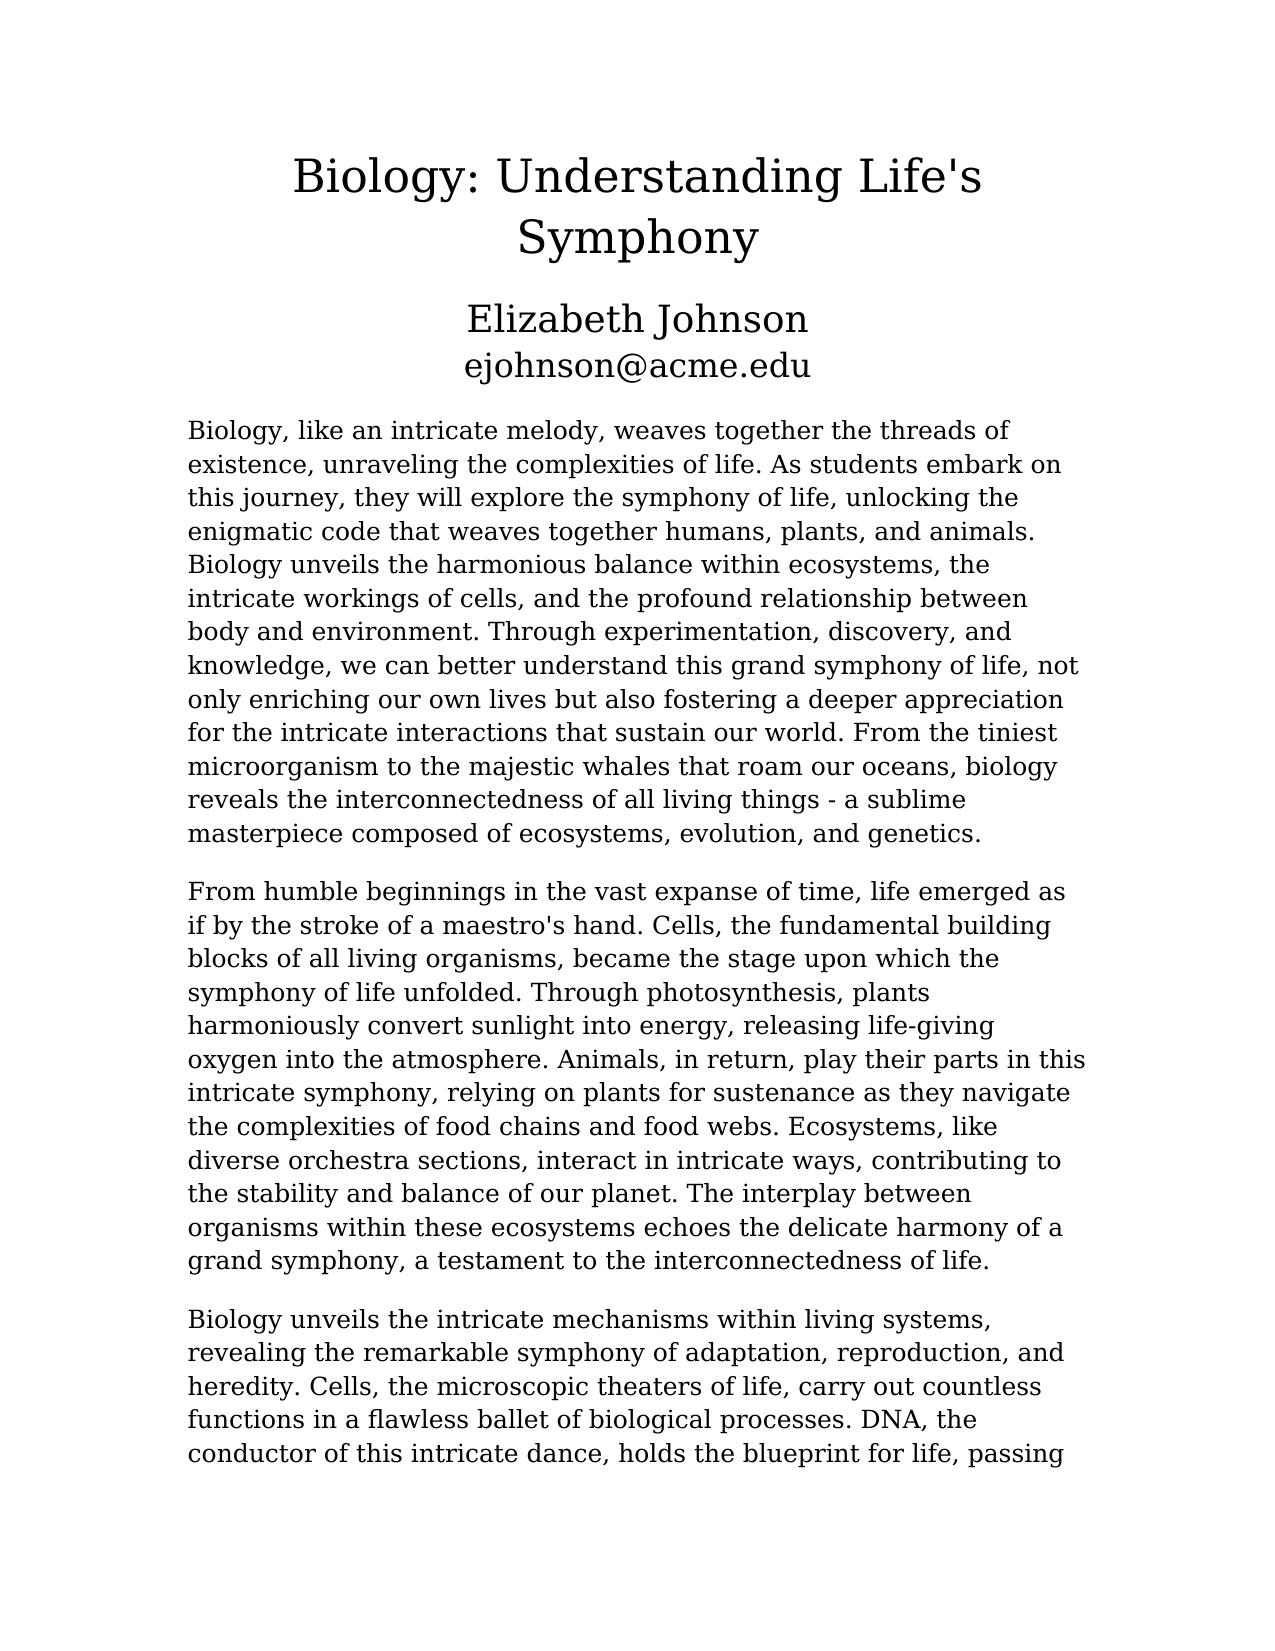 Biology: Understanding Life's
Symphony
Elizabeth Johnson
ejohnson@acme.edu
Biology, like an intricate melody, weaves together the threads of
existence, unraveling the complexities of life. As students embark on
this journey, they will explore the symphony of life, unlocking the
enigmatic code that weaves together humans, plants, and animals.
Biology unveils the harmonious balance within ecosystems, the
intricate workings of cells, and the profound relationship between
body and environment. Through experimentation, discovery, and
knowledge, we can better understand this grand symphony of life, not
only enriching our own lives but also fostering a deeper appreciation
for the intricate interactions that sustain our world. From the tiniest
microorganism to the majestic whales that roam our oceans, biology
reveals the interconnectedness of all living things - a sublime
masterpiece composed of ecosystems, evolution, and genetics.
From humble beginnings in the vast expanse of time, life emerged as
if by the stroke of a maestro's hand. Cells, the fundamental building
blocks of all living organisms, became the stage upon which the
symphony of life unfolded. Through photosynthesis, plants
harmoniously convert sunlight into energy, releasing life-giving
oxygen into the atmosphere. Animals, in return, play their parts in this
intricate symphony, relying on plants for sustenance as they navigate
the complexities of food chains and food webs. Ecosystems, like
diverse orchestra sections, interact in intricate ways, contributing to
the stability and balance of our planet. The interplay between
organisms within these ecosystems echoes the delicate harmony of a
grand symphony, a testament to the interconnectedness of life.
Biology unveils the intricate mechanisms within living systems,
revealing the remarkable symphony of adaptation, reproduction, and
heredity. Cells, the microscopic theaters of life, carry out countless
functions in a flawless ballet of biological processes. DNA, the
conductor of this intricate dance, holds the blueprint for life, passing